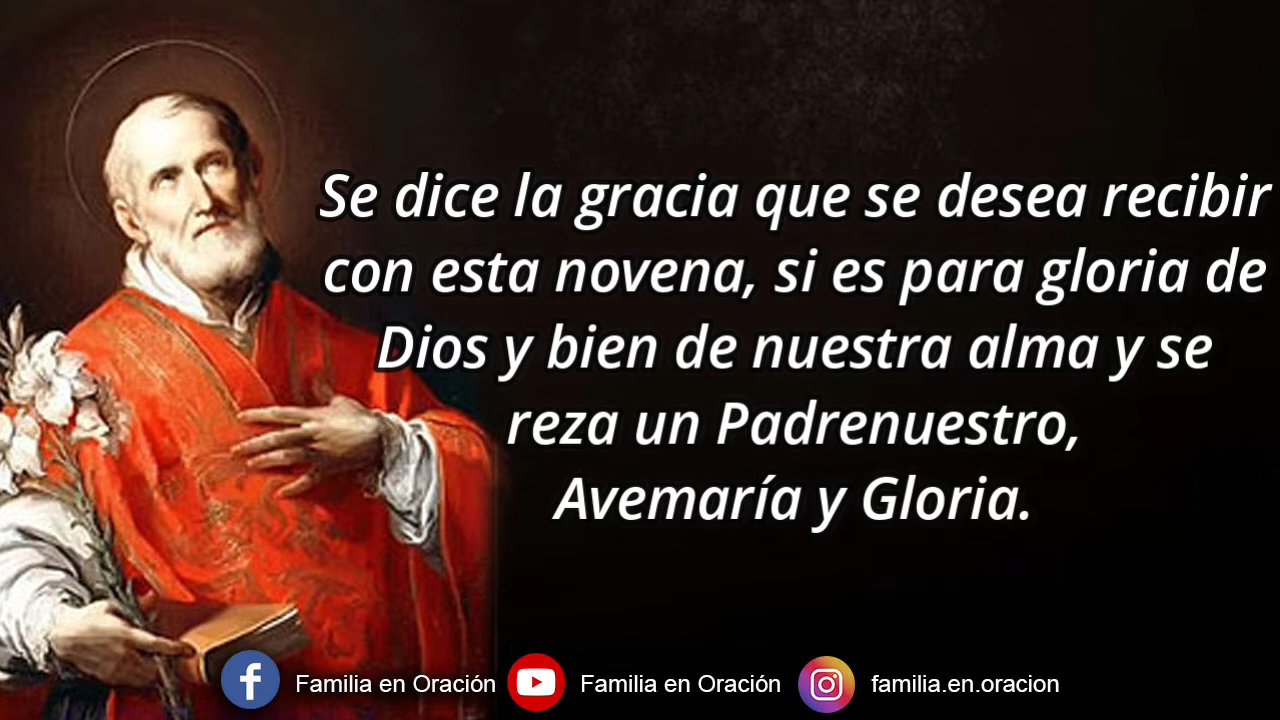 Se dice la gracia que se desea recibir
con esta novena, si es para gloria de
Dios y bien de nuestra alma y se
reza un Padrenuestro,
Avemaría y Gloria.
Familia en Oración Familia en Oración familia.en.oracion